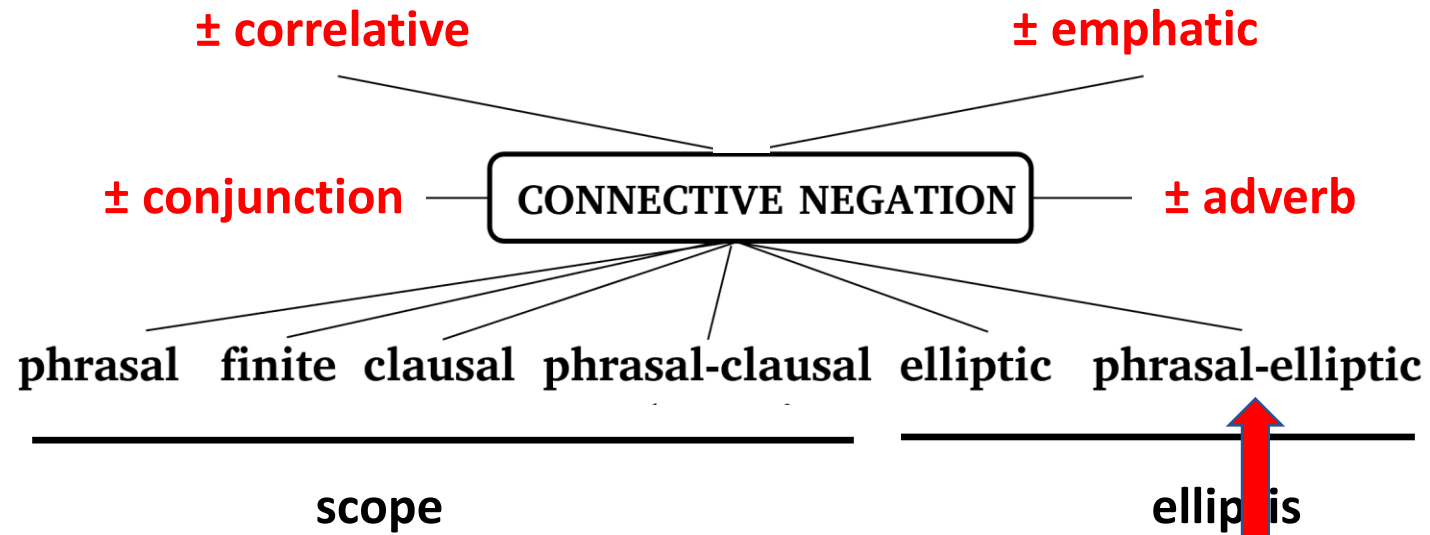 ± correlative ± emphatic
± conjunction CONNECTIVE NEGATION ± adverb
phrasal finite clausal phrasal-clausal elliptic phrasal-elliptic
scope